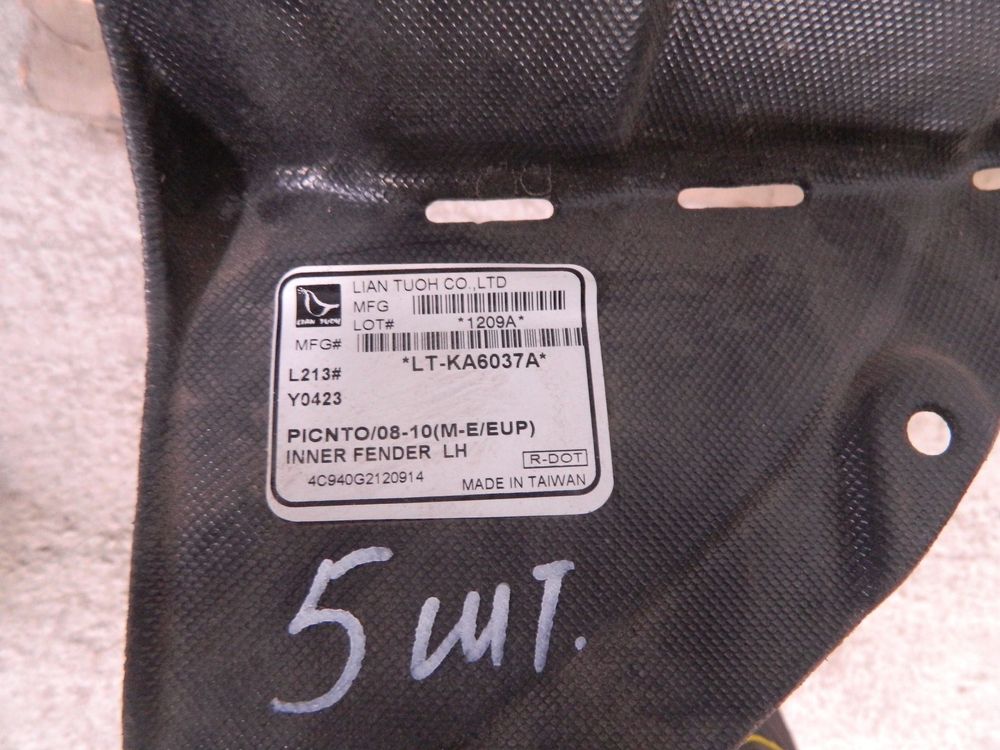 LIAN TUOH CO.,LTD
MFG
LOT# *1209A*
MFG#
*LT-KA6037A*
L213#
Y0423
PICNTO/08-10(M-E/EUP)
INNER FENDER LH
R-DOT
4C940G2120914 MADE IN TAIWAN
5 шт.